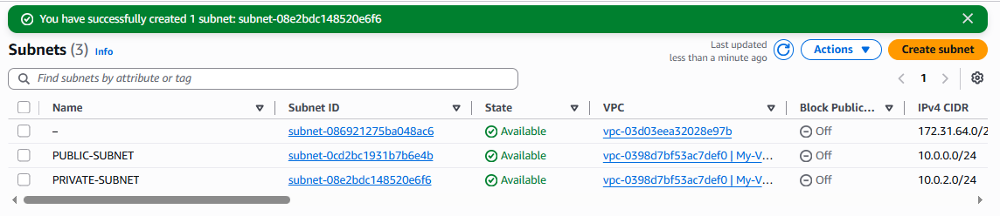 You have successfully created 1 subnet: subnet-08e2bdc148520e6f6
Subnets (3) Info
Last updated
less than a minute ago
Actions
Create subnet
Find subnets by attribute or tag
1
Name Subnet ID State VPC Block Public... IPv4 CIDR
– subnet-086921275ba048ac6 Available vpc-03d03eea32028e97b Off 172.31.64.0/2
PUBLIC-SUBNET subnet-0cd2bc1931b7b6e4b Available vpc-0398d7bf53ac7def0 | My-V... Off 10.0.0.0/24
PRIVATE-SUBNET subnet-08e2bdc148520e6f6 Available vpc-0398d7bf53ac7def0 | My-V... Off 10.0.2.0/24